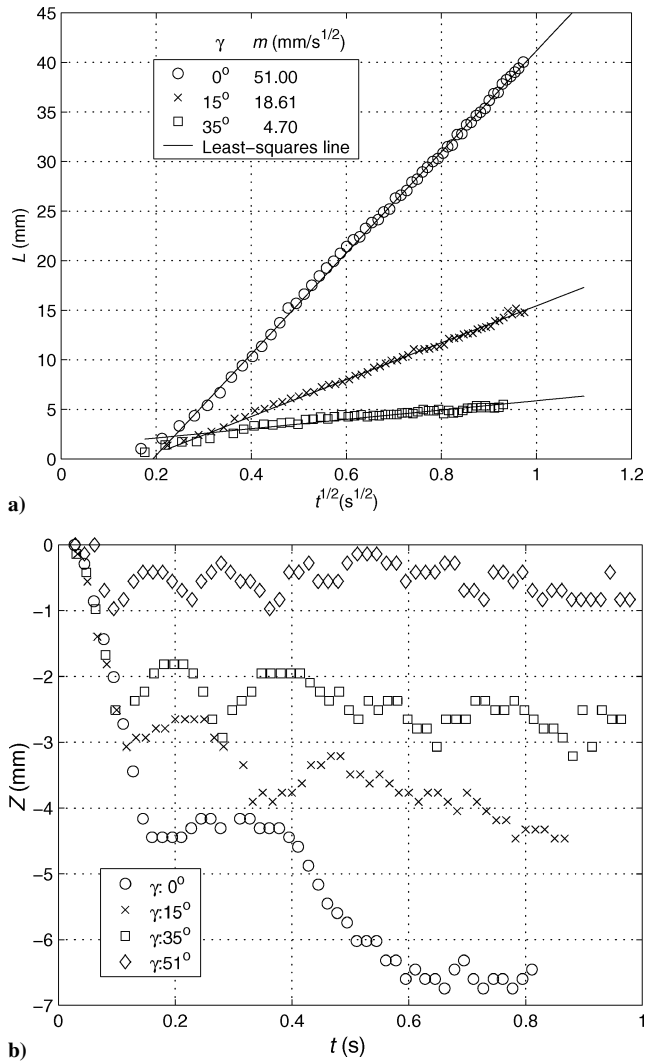 γ m (mm/s^1/2)
0° 51.00
15° 18.61
35° 4.70
Least−squares line
45
40
35
30
25
20
15
10
5
0
L (mm)
0 0.2 0.4 0.6 0.8 1 1.2
t^1/2(s^1/2)
a)
0
−1
−2
−3
−4
−5
−6
−7
Z (mm)
γ: 0°
γ:15°
γ:35°
γ:51°
0 0.2 0.4 0.6 0.8 1
t (s)
b)